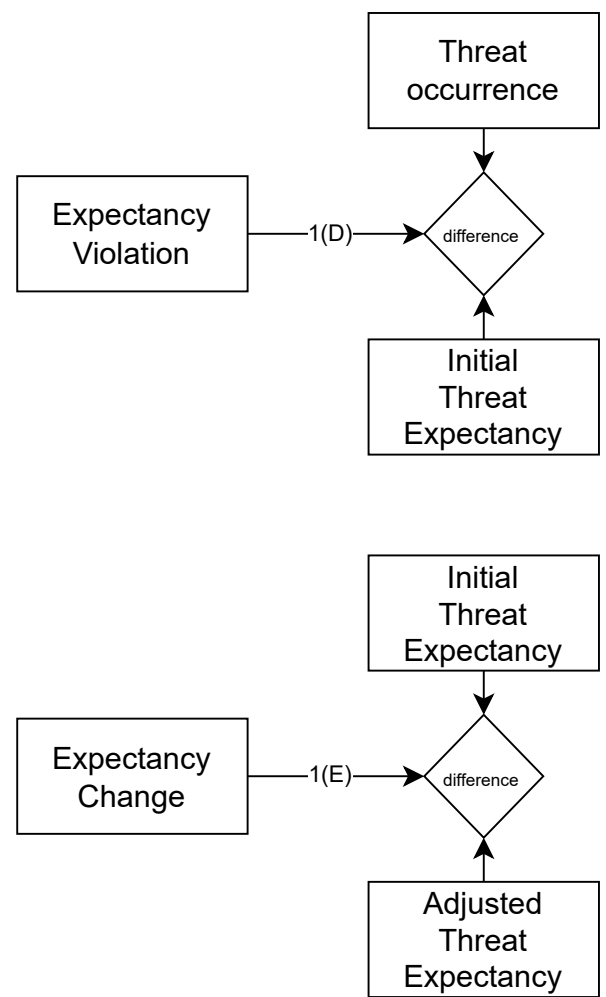 Threat
occurrence
Expectancy
Violation
1(D)
difference
Initial
Threat
Expectancy
Initial
Threat
Expectancy
Expectancy
Change
1(E)
difference
Adjusted
Threat
Expectancy